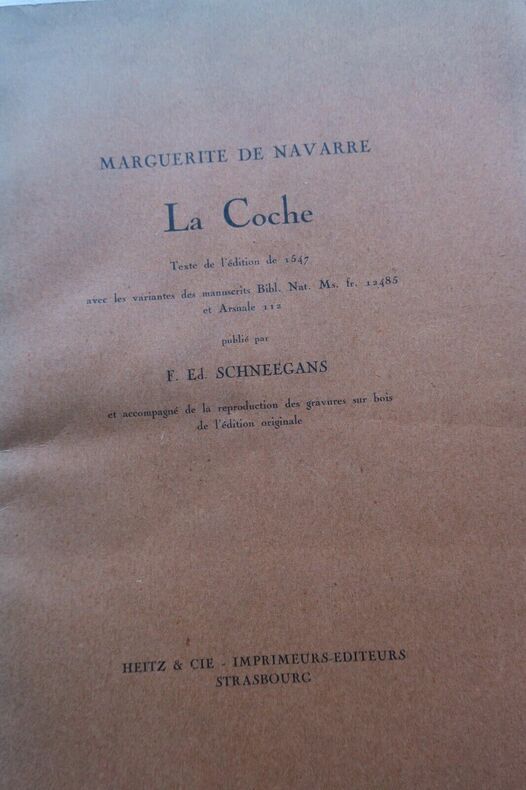 MARGUERITE DE NAVARRE
La Coche
Texte de l'édition de 1547
avec les variantes des manuscrits Bibl. Nat. Ms. fr. 12485
et Arsnale 112
publié par
F. Ed. SCHNEEGANS
et accompagné de la reproduction des gravures sur bois
de l'édition originale
HEITZ & CIE - IMPRIMEURS-EDITEURS
STRASBOURG